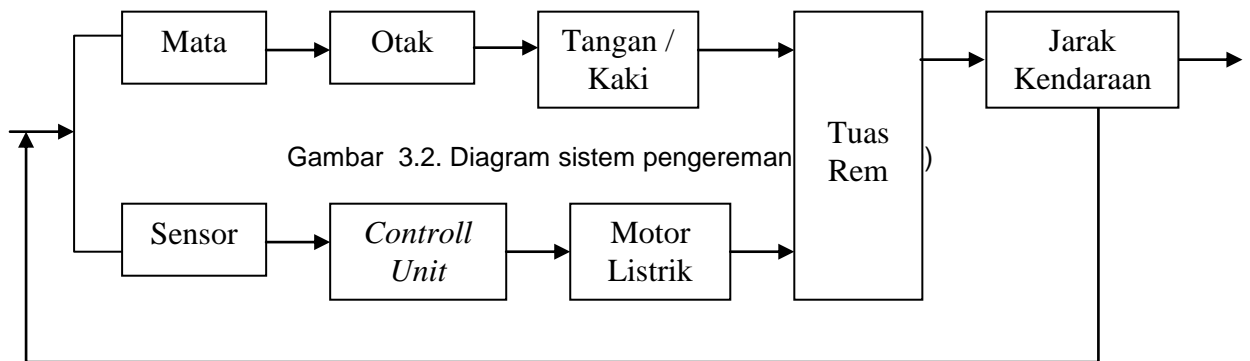 Mata
Otak
Tangan /
Kaki
Jarak
Kendaraan
Tuas
Rem
Gambar 3.2. Diagram sistem pengereman
)
Sensor
Controll
Unit
Motor
Listrik